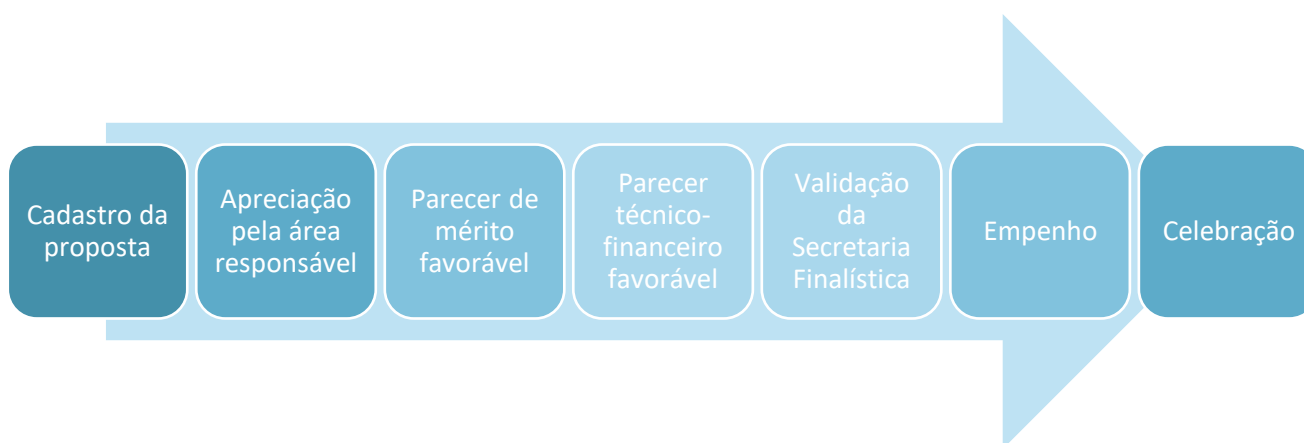 Cadastro da
proposta
Apreciação
pela área
responsável
Parecer de
mérito
favorável
Parecer
técnico-
financeiro
favorável
Validação
da
Secretaria
Finalística
Empenho
Celebração